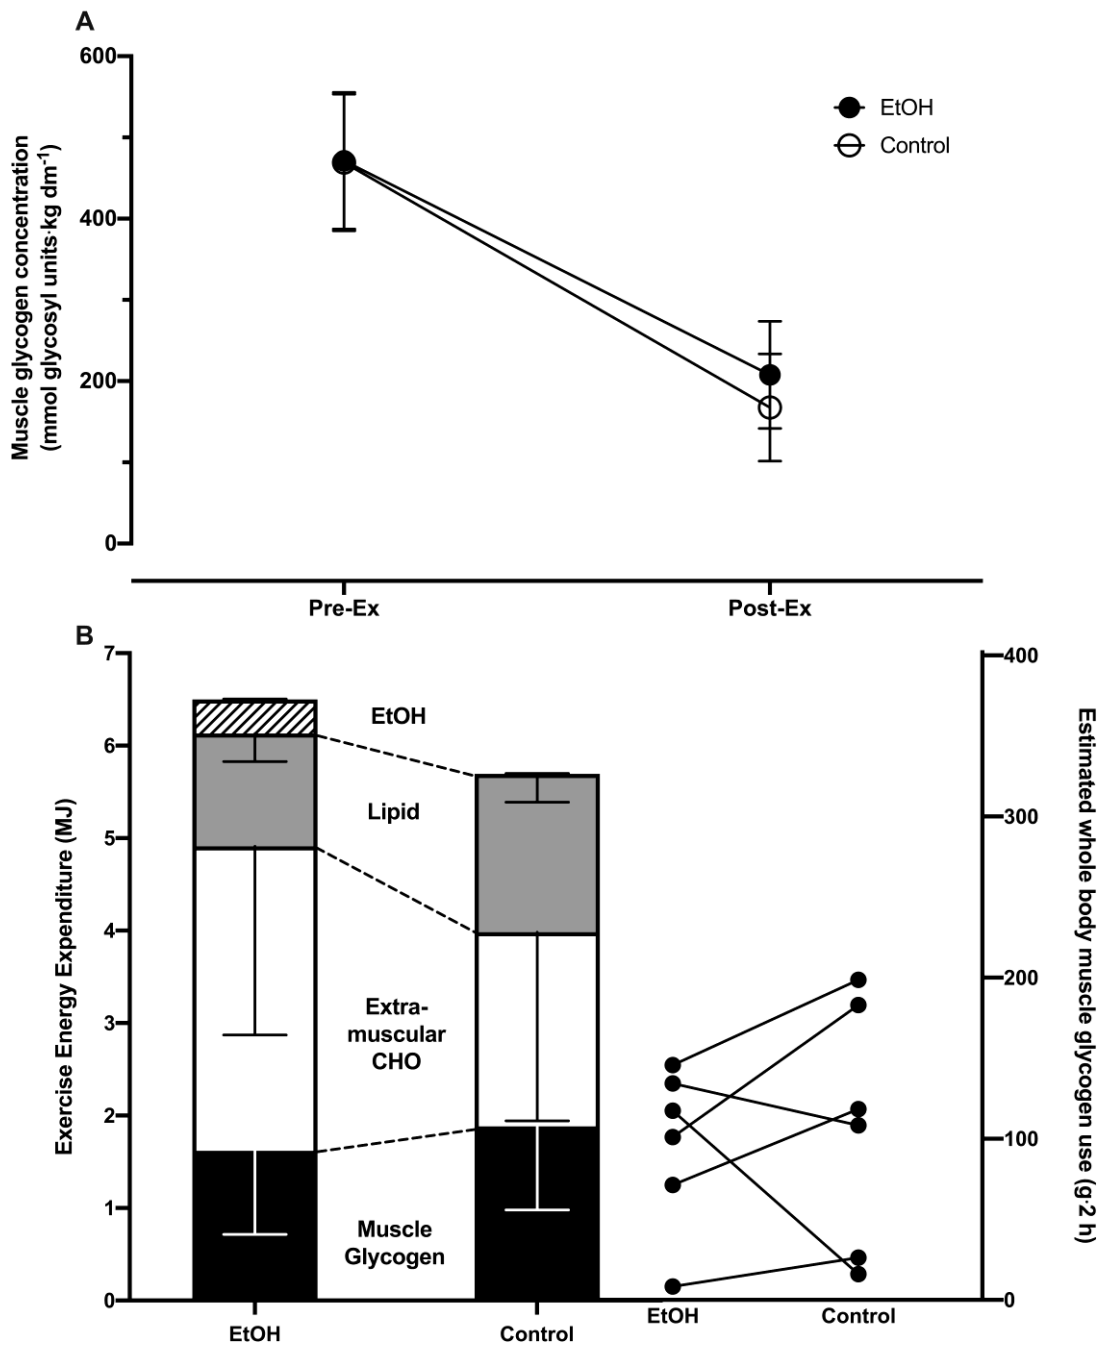 A
600
400
200
0
Muscle glycogen concentration
(mmol glycosyl units·kg dm⁻¹)
EtOH
Control
Pre-Ex
Post-Ex
B
7
6
5
4
3
2
1
0
Exercise Energy Expenditure (MJ)
EtOH
Lipid
Extra-
muscular
CHO
Muscle
Glycogen
EtOH
Control
EtOH
Control
400
300
200
100
0
Estimated whole body muscle glycogen use (g·2 h)